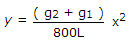 y = ( g2 + g1 ) / 800L x²